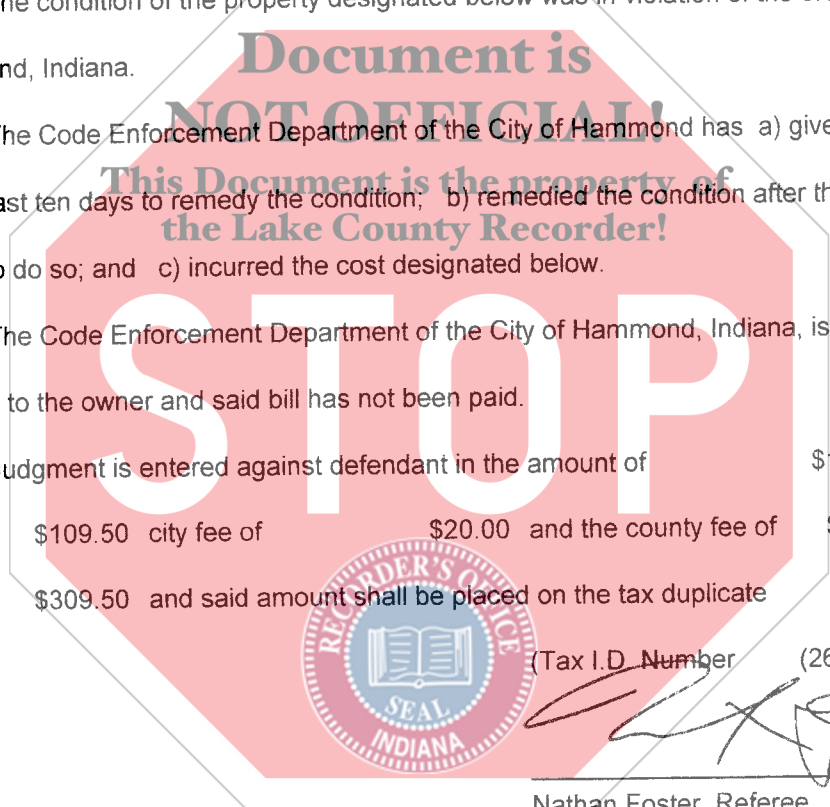 he condition of the property designated below was in violation of the
Document is
nd, Indiana.
NOT OFFICIAL!
he Code Enforcement Department of the City of Hammond has a) give
This Document is the property of
ast ten days to remedy the condition; b) remedied the condition after th
the Lake County Recorder!
o do so; and c) incurred the cost designated below.
STOP
he Code Enforcement Department of the City of Hammond, Indiana, is
to the owner and said bill has not been paid.
udgment is entered against defendant in the amount of $
$109.50 city fee of $20.00 and the county fee of
$309.50 and said amount shall be placed on the tax duplicate
RECORDER'S OFFICE
SEAL
INDIANA
(Tax I.D. Number (26
Nathan Foster, Referee